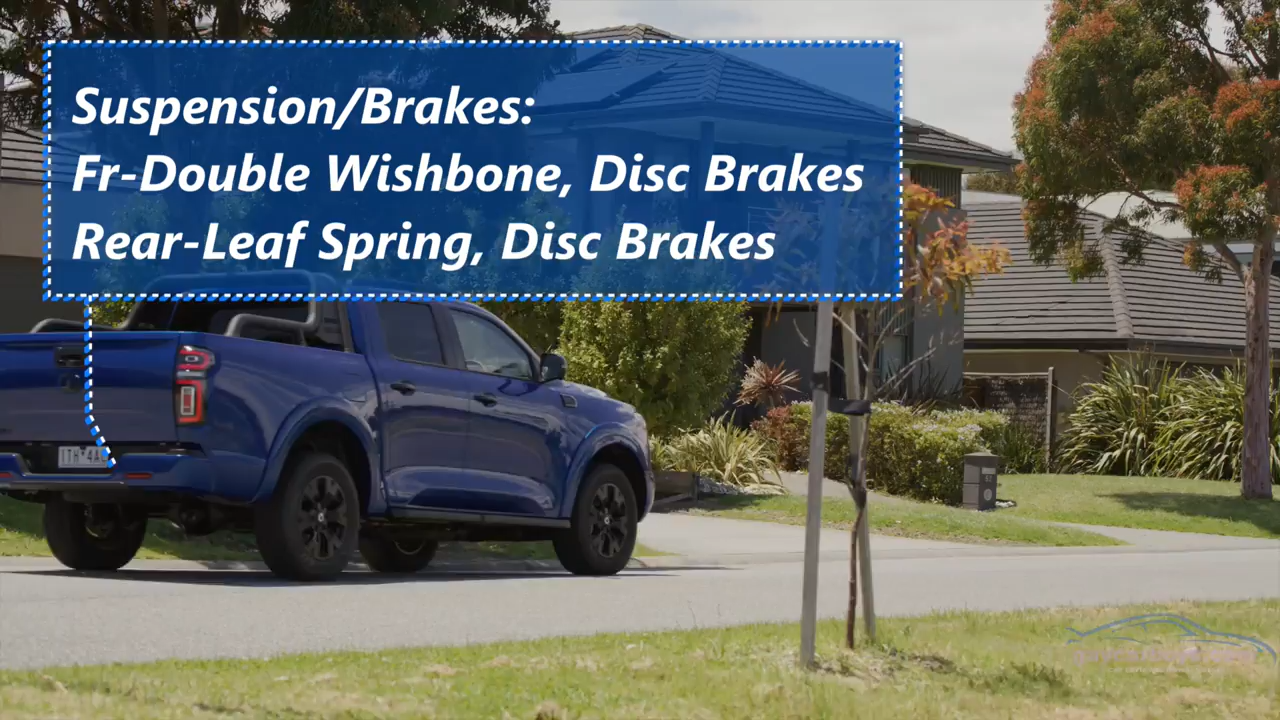 Suspension/Brakes:
Fr-Double Wishbone, Disc Brakes
Rear-Leaf Spring, Disc Brakes